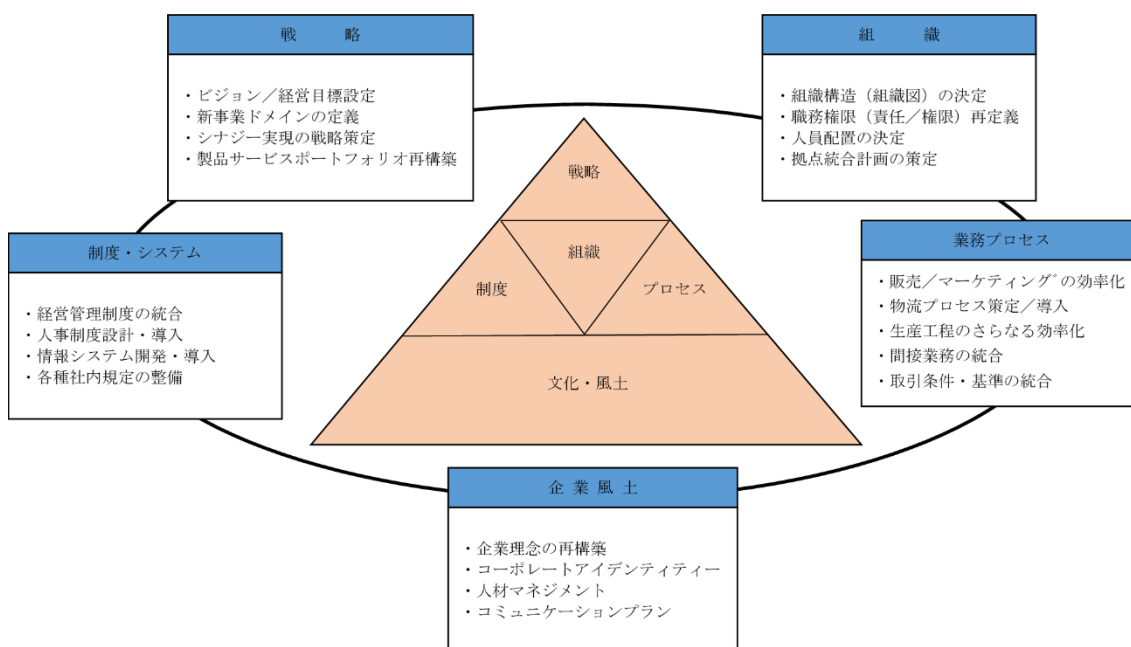 戦　　略
・ビジョン／経営目標設定
・新事業ドメインの定義
・シナジー実現の戦略策定
・製品サービスポートフォリオ再構築
組　　織
・組織構造（組織図）の決定
・職務権限（責任／権限）再定義
・人員配置の決定
・拠点統合計画の策定
制度・システム
・経営管理制度の統合
・人事制度設計・導入
・情報システム開発・導入
・各種社内規定の整備
戦略
組織
制度
プロセス
文化・風土
業務プロセス
・販売／マーケティングﾞの効率化
・物流プロセス策定／導入
・生産工程のさらなる効率化
・間接業務の統合
・取引条件・基準の統合
企 業 風 土
・企業理念の再構築
・コーポレートアイデンティティー
・人材マネジメント
・コミュニケーションプラン